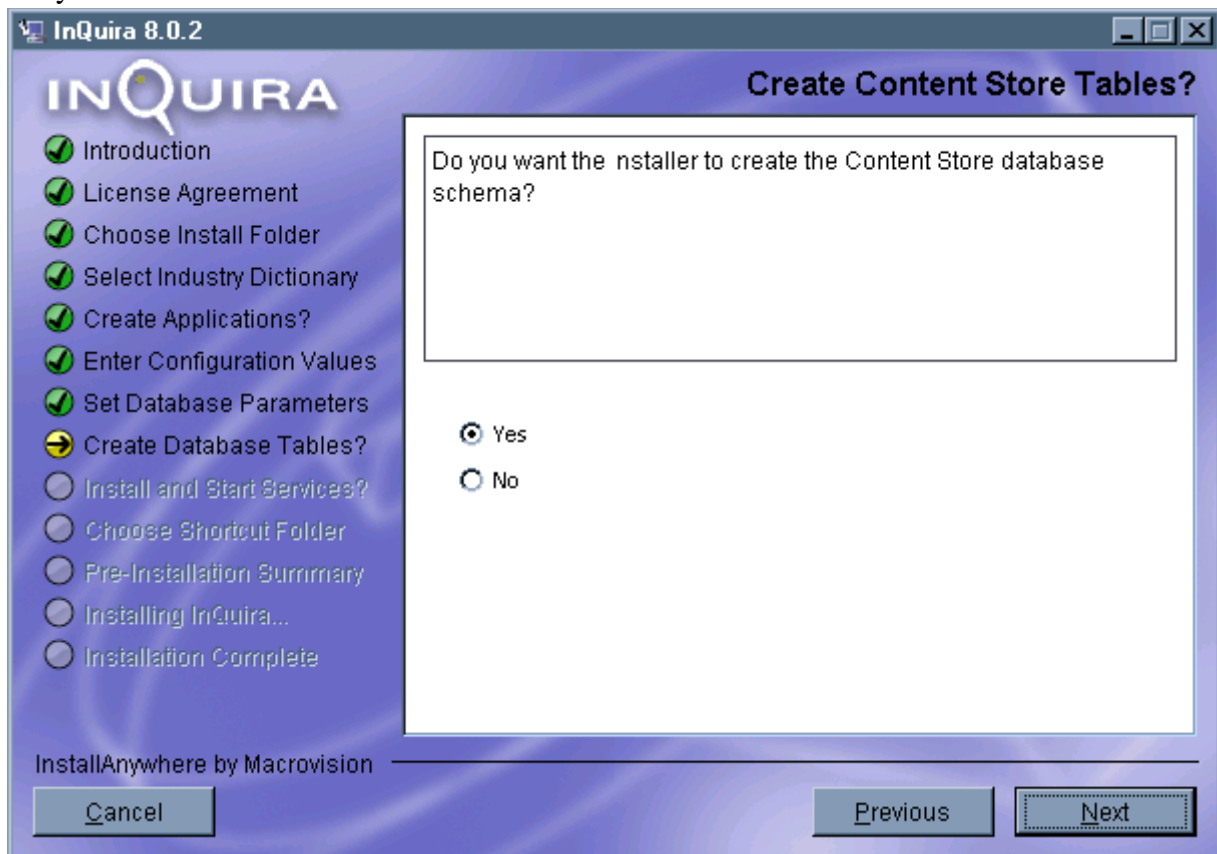 InQuira 8.0.2
INQUIRA
Create Content Store Tables?
Introduction
License Agreement
Choose Install Folder
Select Industry Dictionary
Create Applications?
Enter Configuration Values
Set Database Parameters
Create Database Tables?
Install and Start Services?
Choose Shortcut Folder
Pre-Installation Summary
Installing InQuira...
Installation Complete
Do you want the nstaller to create the Content Store database
schema?
Yes
No
InstallAnywhere by Macrovision
Cancel
Previous
Next